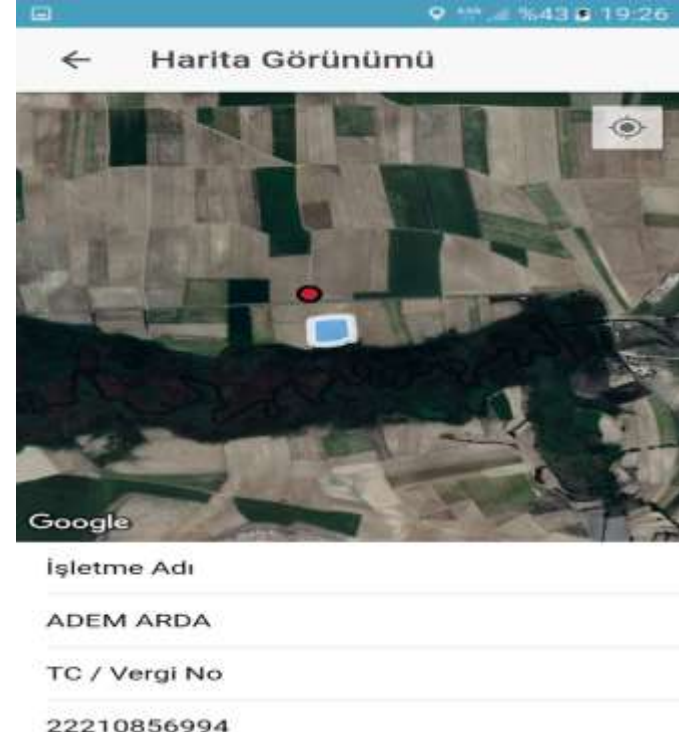 %43 19:26
Harita Görünümü
Google
İşletme Adı
ADEM ARDA
TC / Vergi No
22210856994